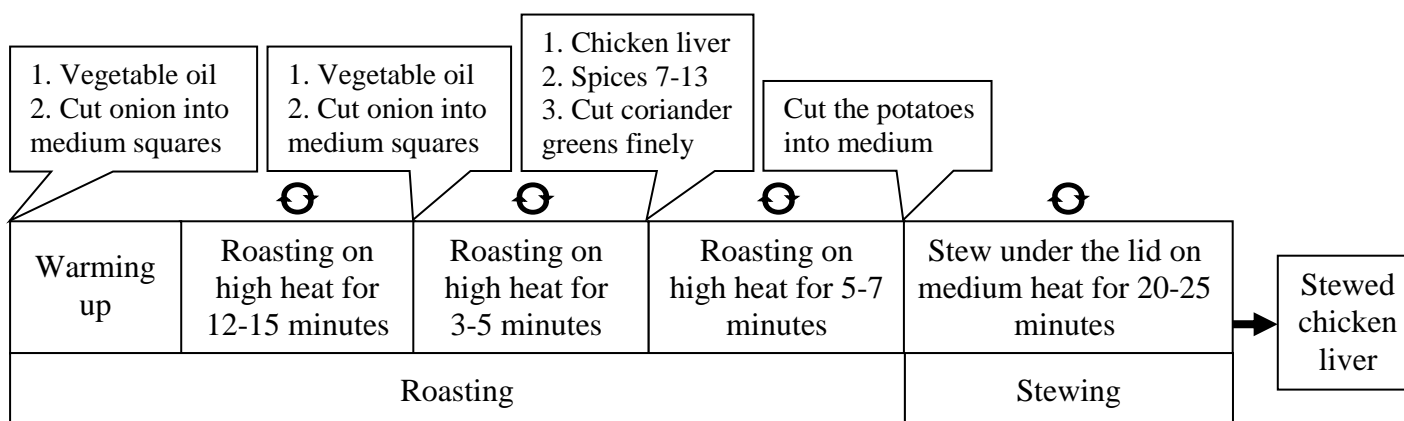 1. Vegetable oil
2. Cut onion into
medium squares
1. Vegetable oil
2. Cut onion into
medium squares
1. Chicken liver
2. Spices 7-13
3. Cut coriander
greens finely
Cut the potatoes
into medium
Warming
up
Roasting on
high heat for
12-15 minutes
Roasting on
high heat for
3-5 minutes
Roasting on
high heat for 5-7
minutes
Stew under the lid on
medium heat for 20-25
minutes
Stewed
chicken
liver
Roasting
Stewing